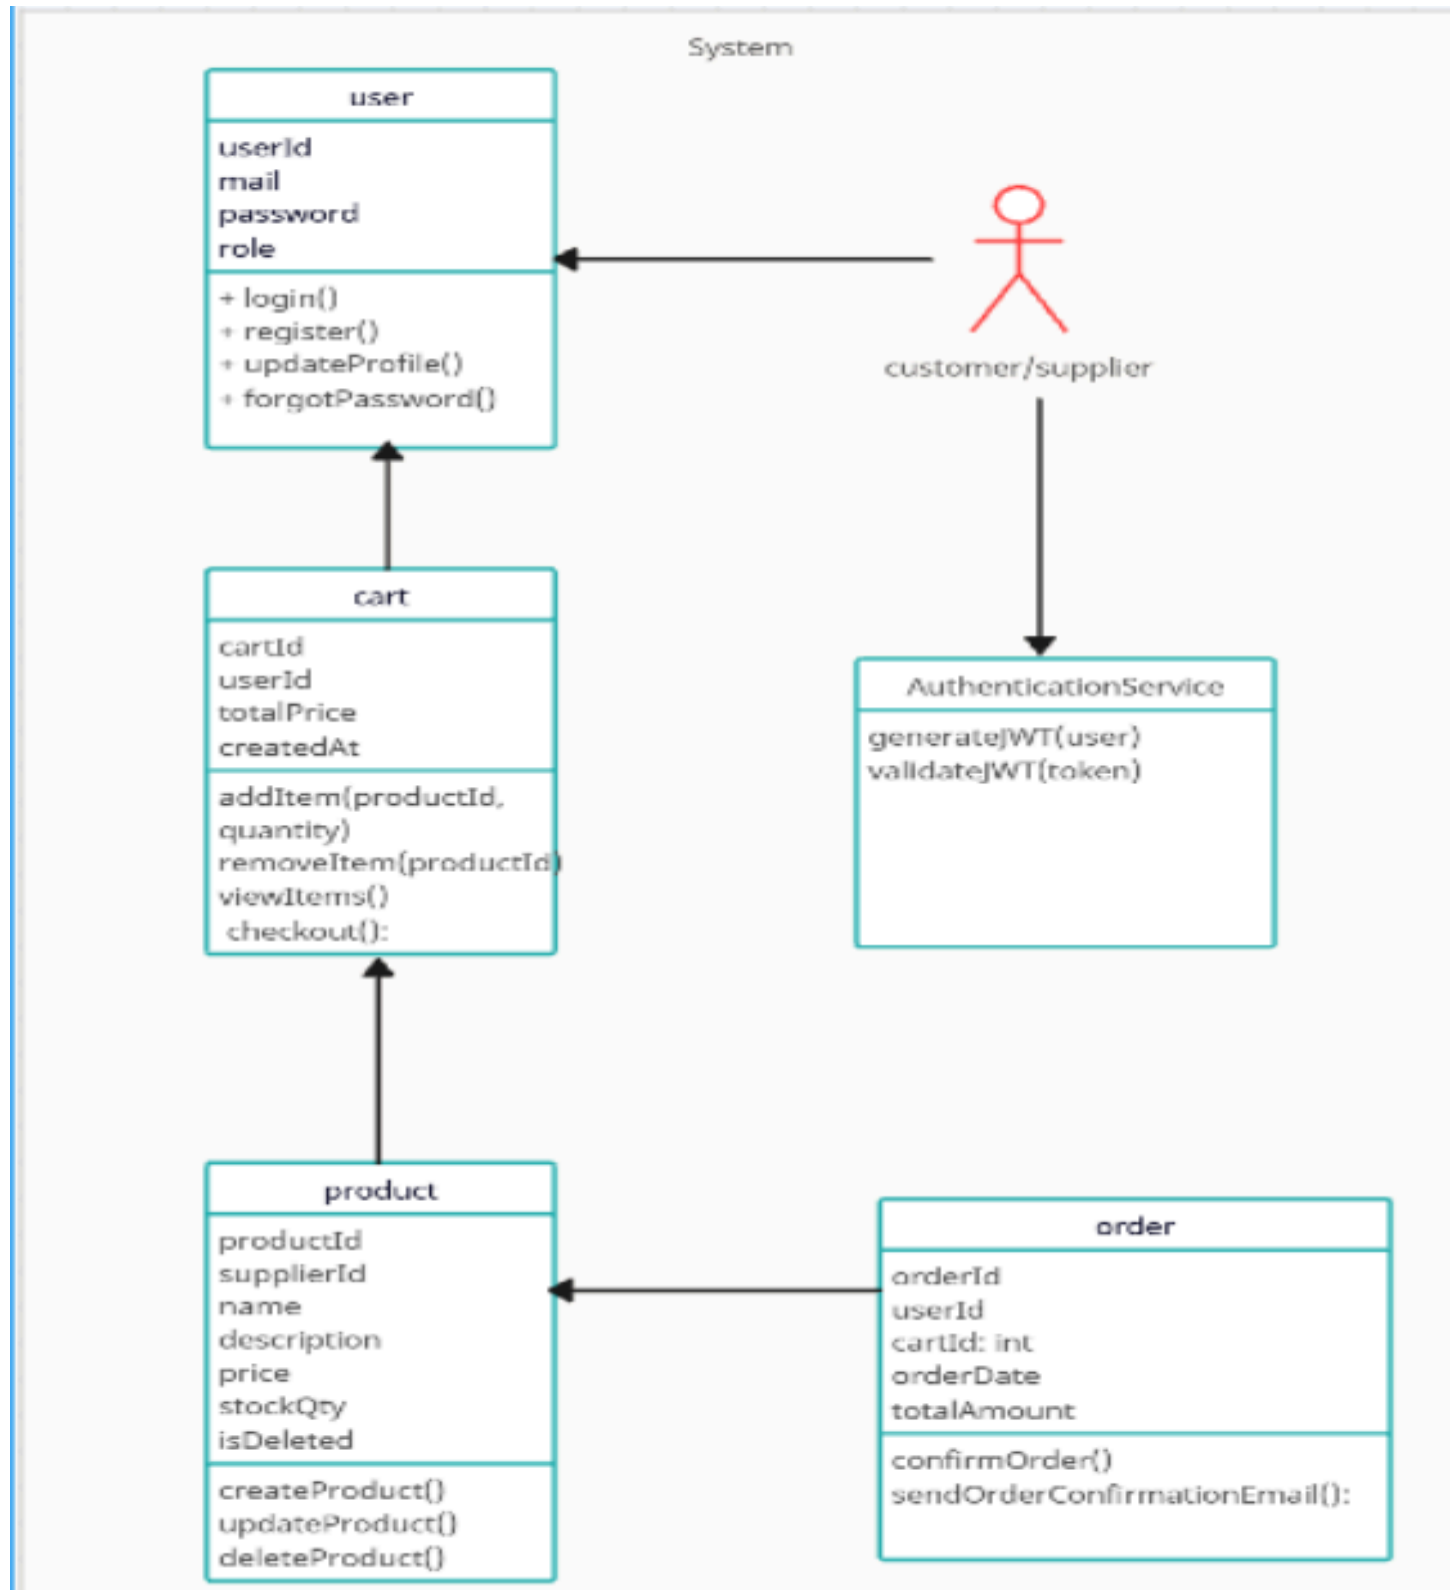 System
user
userId
mail
password
role
+ login()
+ register()
+ updateProfile()
+ forgotPassword()
customer/supplier
cart
cartId
userId
totalPrice
createdAt
addItem(productId,
quantity)
removeItem(productId)
viewItems()
checkout():
AuthenticationService
generateJWT(user)
validateJWT(token)
product
productId
supplierId
name
description
price
stockQty
isDeleted
createProduct()
updateProduct()
deleteProduct()
order
orderId
userId
cartId: int
orderDate
totalAmount
confirmOrder()
sendOrderConfirmationEmail():